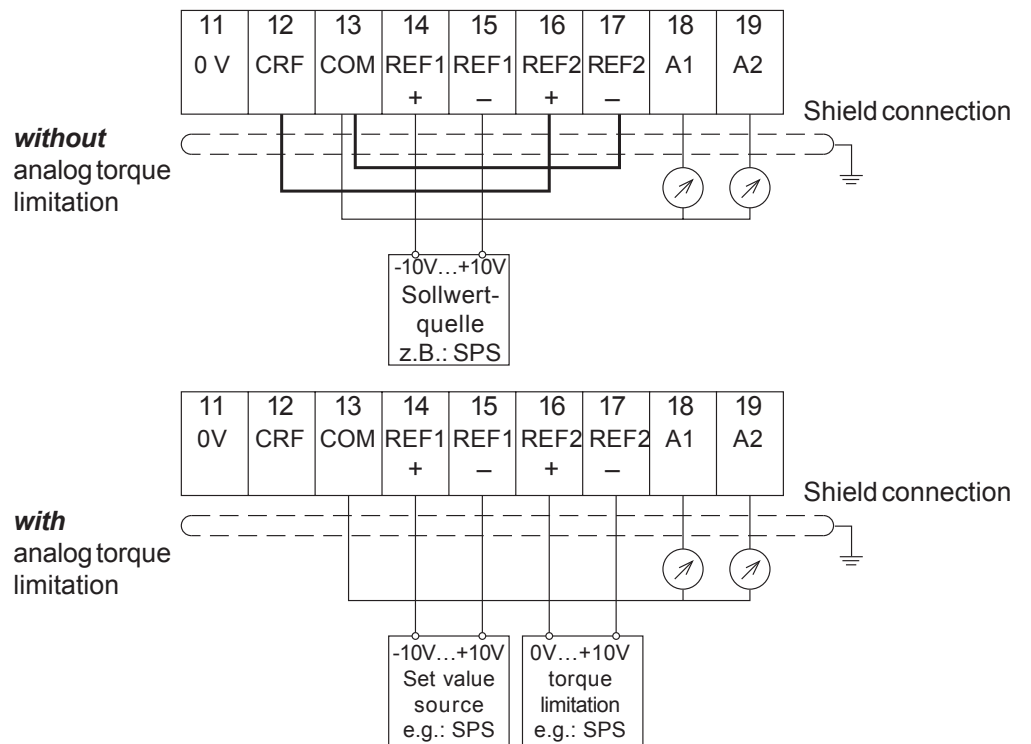 11 12 13 14 15 16 17 18 19
0 V CRF COM REF1 REF1 REF2 REF2 A1 A2
+ – + –
Shield connection
without
analog torque
limitation
-10V…+10V
Sollwert-
quelle
z.B.: SPS
11 12 13 14 15 16 17 18 19
0V CRF COM REF1 REF1 REF2 REF2 A1 A2
+ – + –
Shield connection
with
analog torque
limitation
-10V…+10V
Set value
source
e.g.: SPS
0V…+10V
torque
limitation
e.g.: SPS